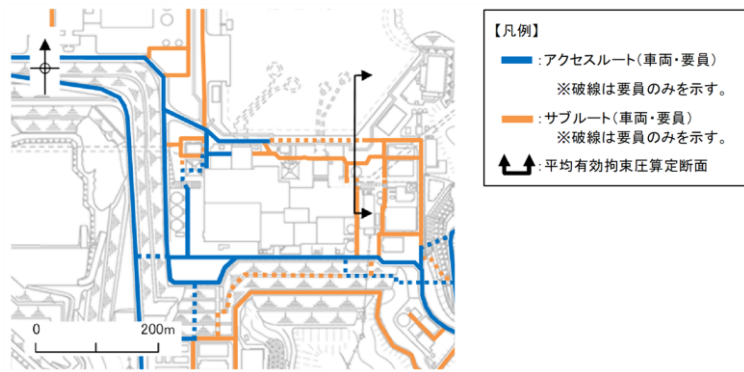 【凡例】
：アクセスルート（車両・要員）
※破線は要員のみを示す。
：サブルート（車両・要員）
※破線は要員のみを示す。
：平均有効拘束圧算定断面
0 200m